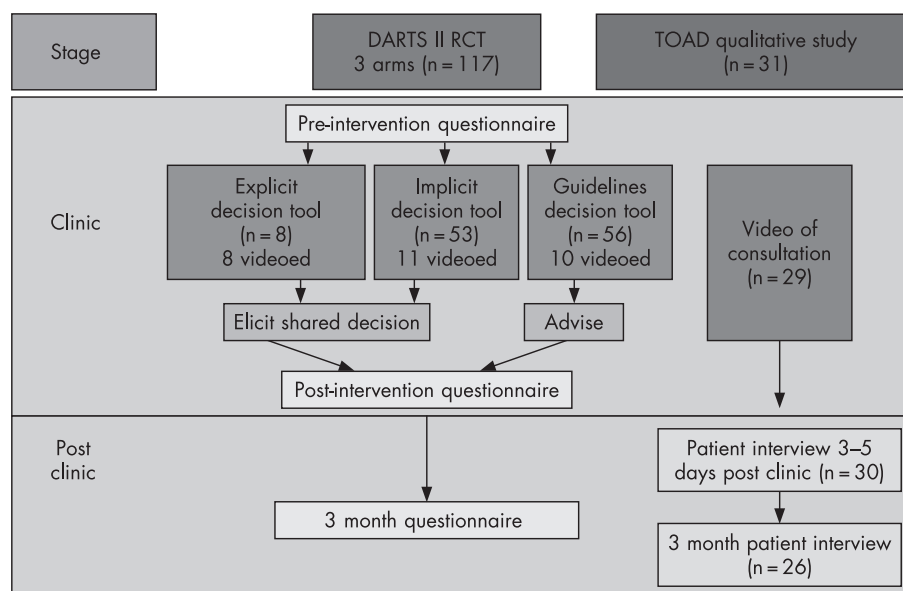 Stage
DARTS II RCT
3 arms (n = 117)
TOAD qualitative study
(n = 31)
Clinic
Pre-intervention questionnaire
Explicit
decision tool
(n = 8)
8 videoed
Implicit
decision tool
(n = 53)
11 videoed
Guidelines
decision tool
(n = 56)
10 videoed
Video of
consultation
(n = 29)
Elicit shared decision
Advise
Post-intervention questionnaire
Post
clinic
Patient interview 3–5
days post clinic (n = 30)
3 month questionnaire
3 month patient interview
(n = 26)